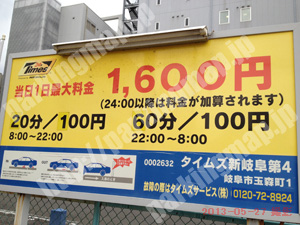 Times
当日1日最大料金 1,600円
(24:00以降は料金が加算されます)
20分/100円 60分/100円
8:00~22:00 22:00~8:00
0002632 タイムズ新岐阜第4
岐阜市玉森町1
故障の際はタイムズサービス(株) 0120-72-8924
2013-05-27